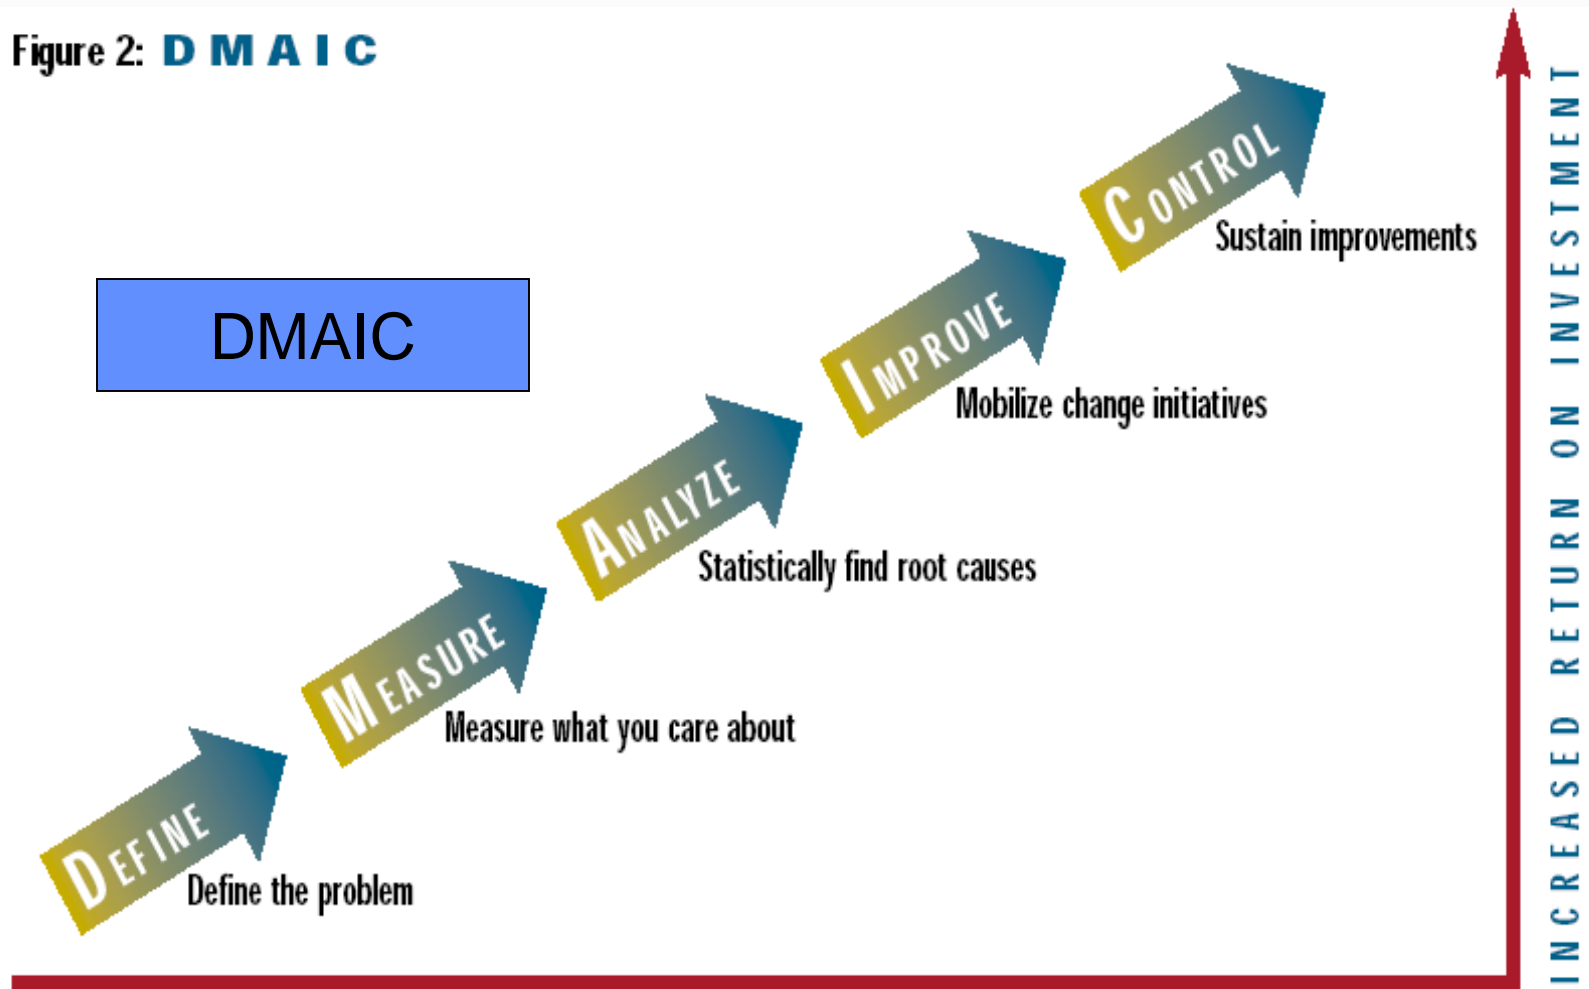 Figure 2: D M A I C
DMAIC
CONTROL
Sustain improvements
IMPROVE
Mobilize change initiatives
ANALYZE
Statistically find root causes
MEASURE
Measure what you care about
DEFINE
Define the problem
INCREASED RETURN ON INVESTMENT